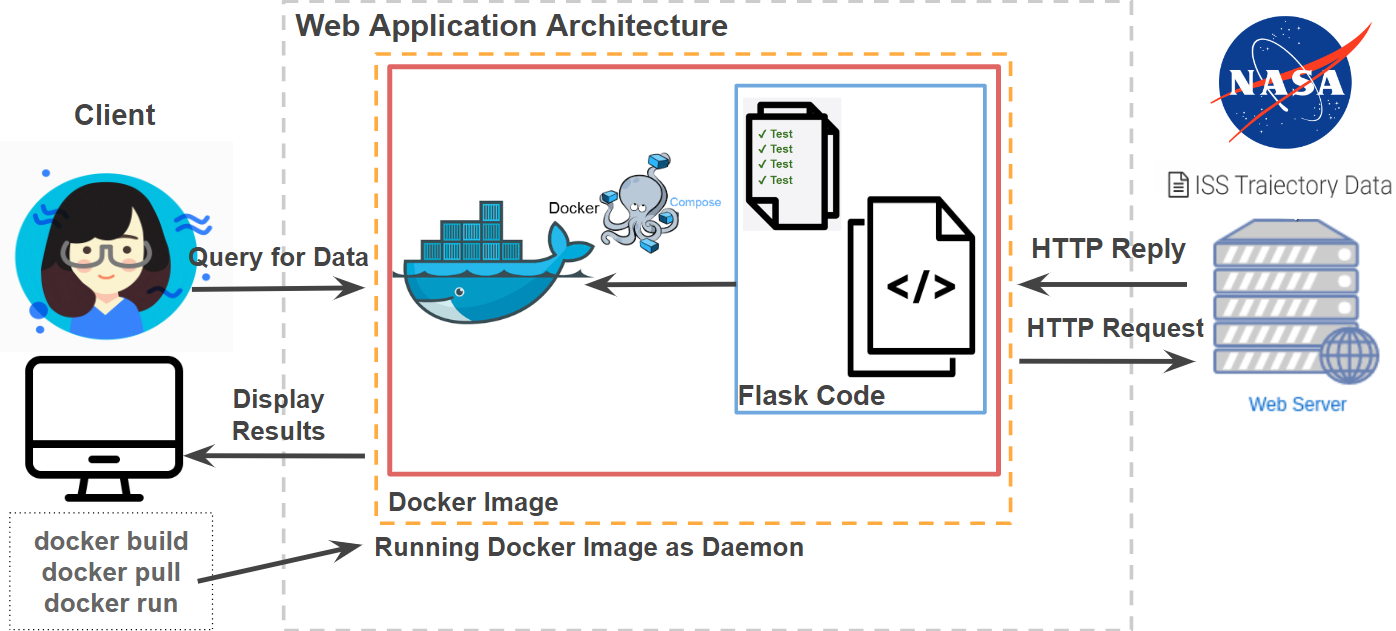 Web Application Architecture
NASA
Client
✓ Test
✓ Test
✓ Test
✓ Test
ISS Trajectory Data
Docker
Compose
Query for Data
HTTP Reply
</>
HTTP Request
Flask Code
Web Server
Display
Results
Docker Image
Running Docker Image as Daemon
docker build
docker pull
docker run